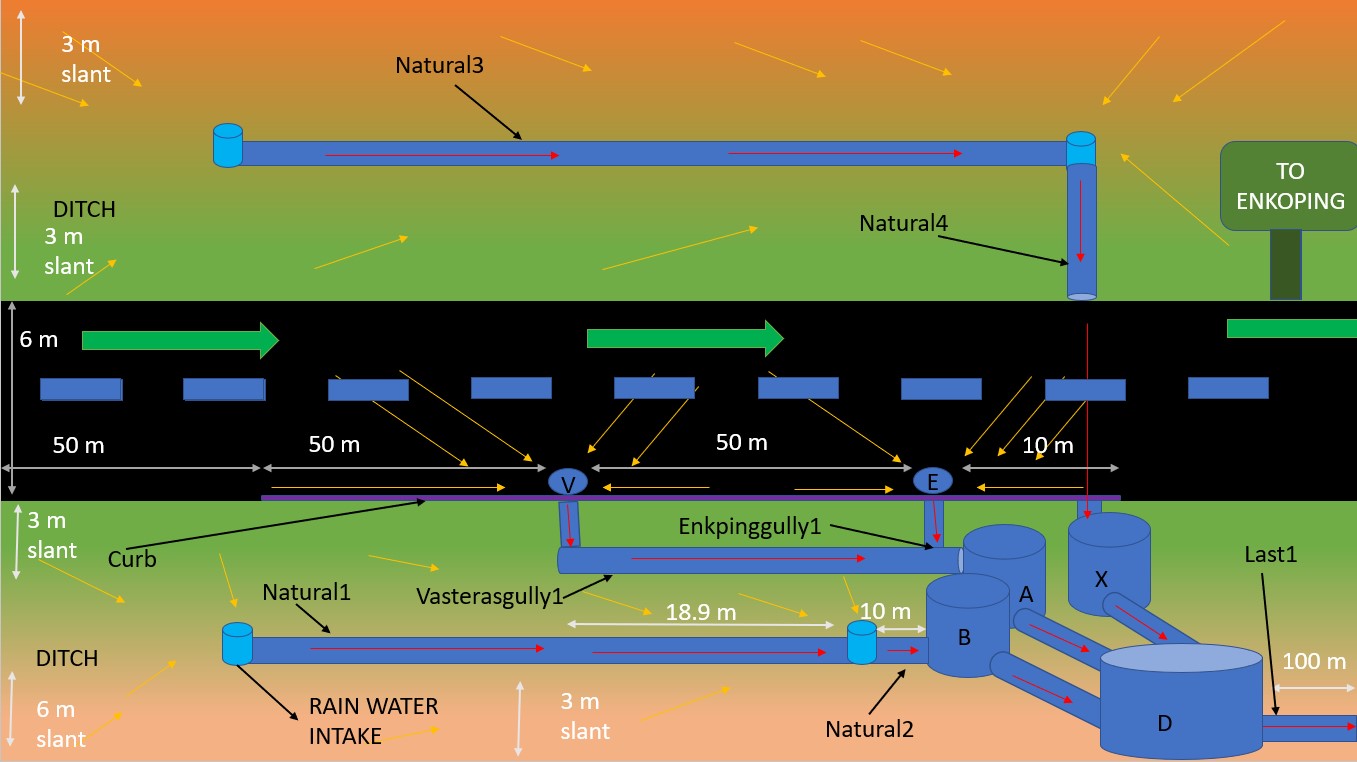 3 m
slant
Natural3
TO
ENKOPING
DITCH
3 m
slant
Natural4
6 m
50 m
50 m
50 m
10 m
V
E
3 m
slant
Curb
Enkpinggully1
Natural1
Vasterasgully1
18.9 m
10 m
A
X
Last1
B
DITCH
100 m
6 m
slant
RAIN WATER
INTAKE
3 m
slant
Natural2
D